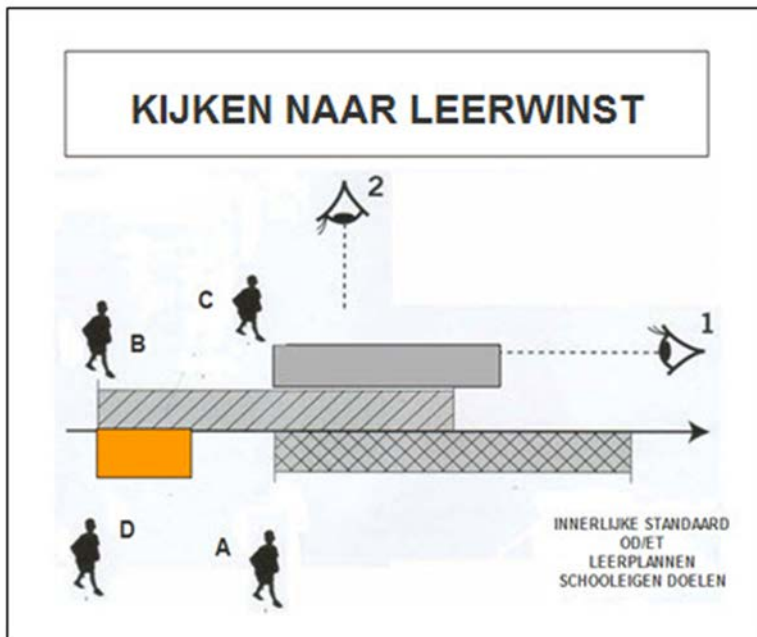 KIJKEN NAAR LEERWINST
2
C
B
1
D
A
INNERLIJKE STANDAARD
OD/ET
LEERPLANNEN
SCHOOLEIGEN DOELEN